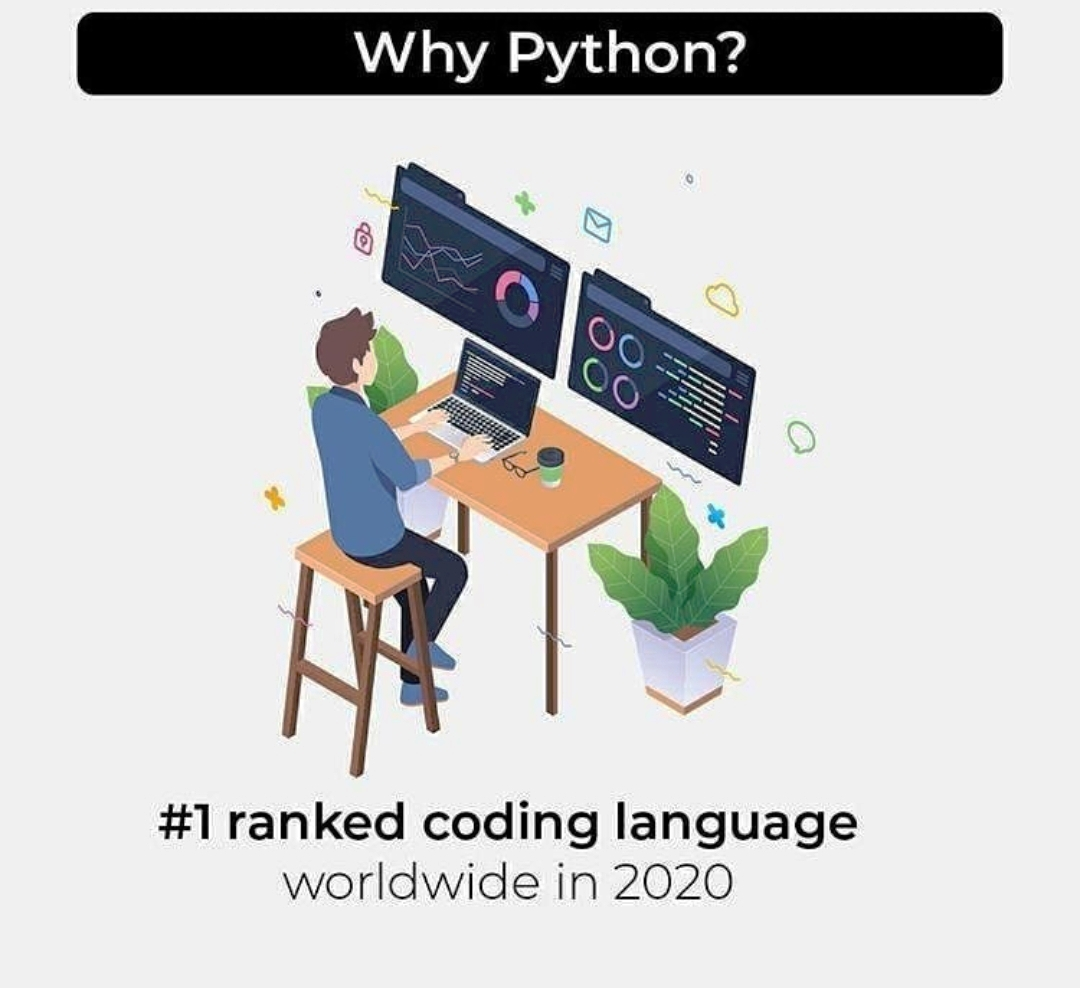 Why Python?
#1 ranked coding language
worldwide in 2020